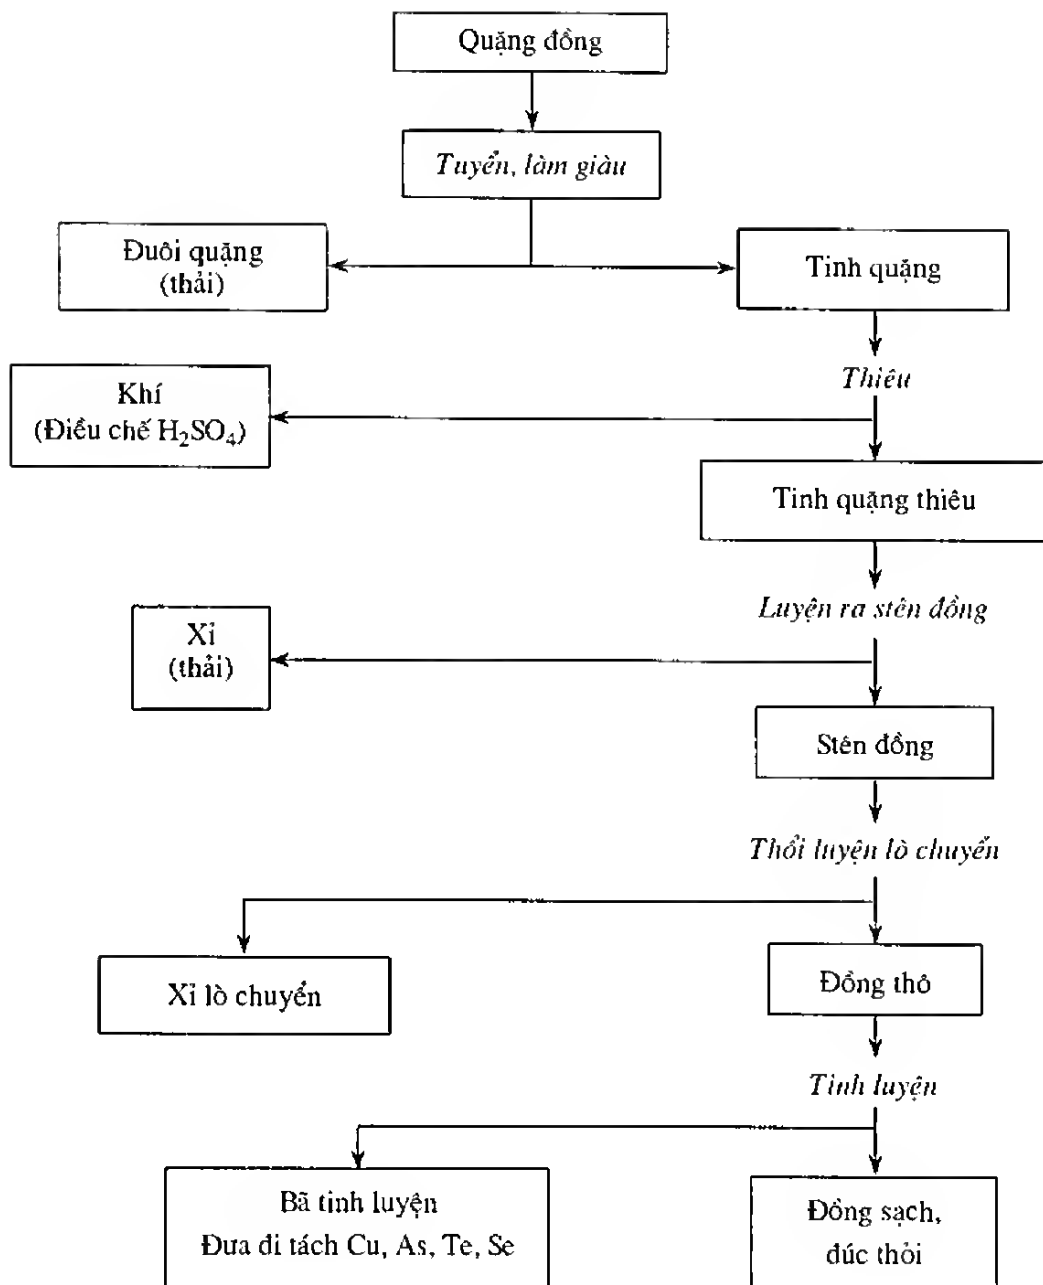 Quặng đồng
Tuyển, làm giàu
Đuôi quặng
(thải)
Tinh quặng
Thiêu
Khí
(Điều chế H₂SO₄)
Tinh quặng thiêu
Luyện ra stên đồng
Xỉ
(thải)
Stên đồng
Thổi luyện lò chuyển
Xỉ lò chuyển
Đồng thô
Tinh luyện
Bã tinh luyện
Đưa đi tách Cu, As, Te, Se
Đồng sạch,
đúc thỏi